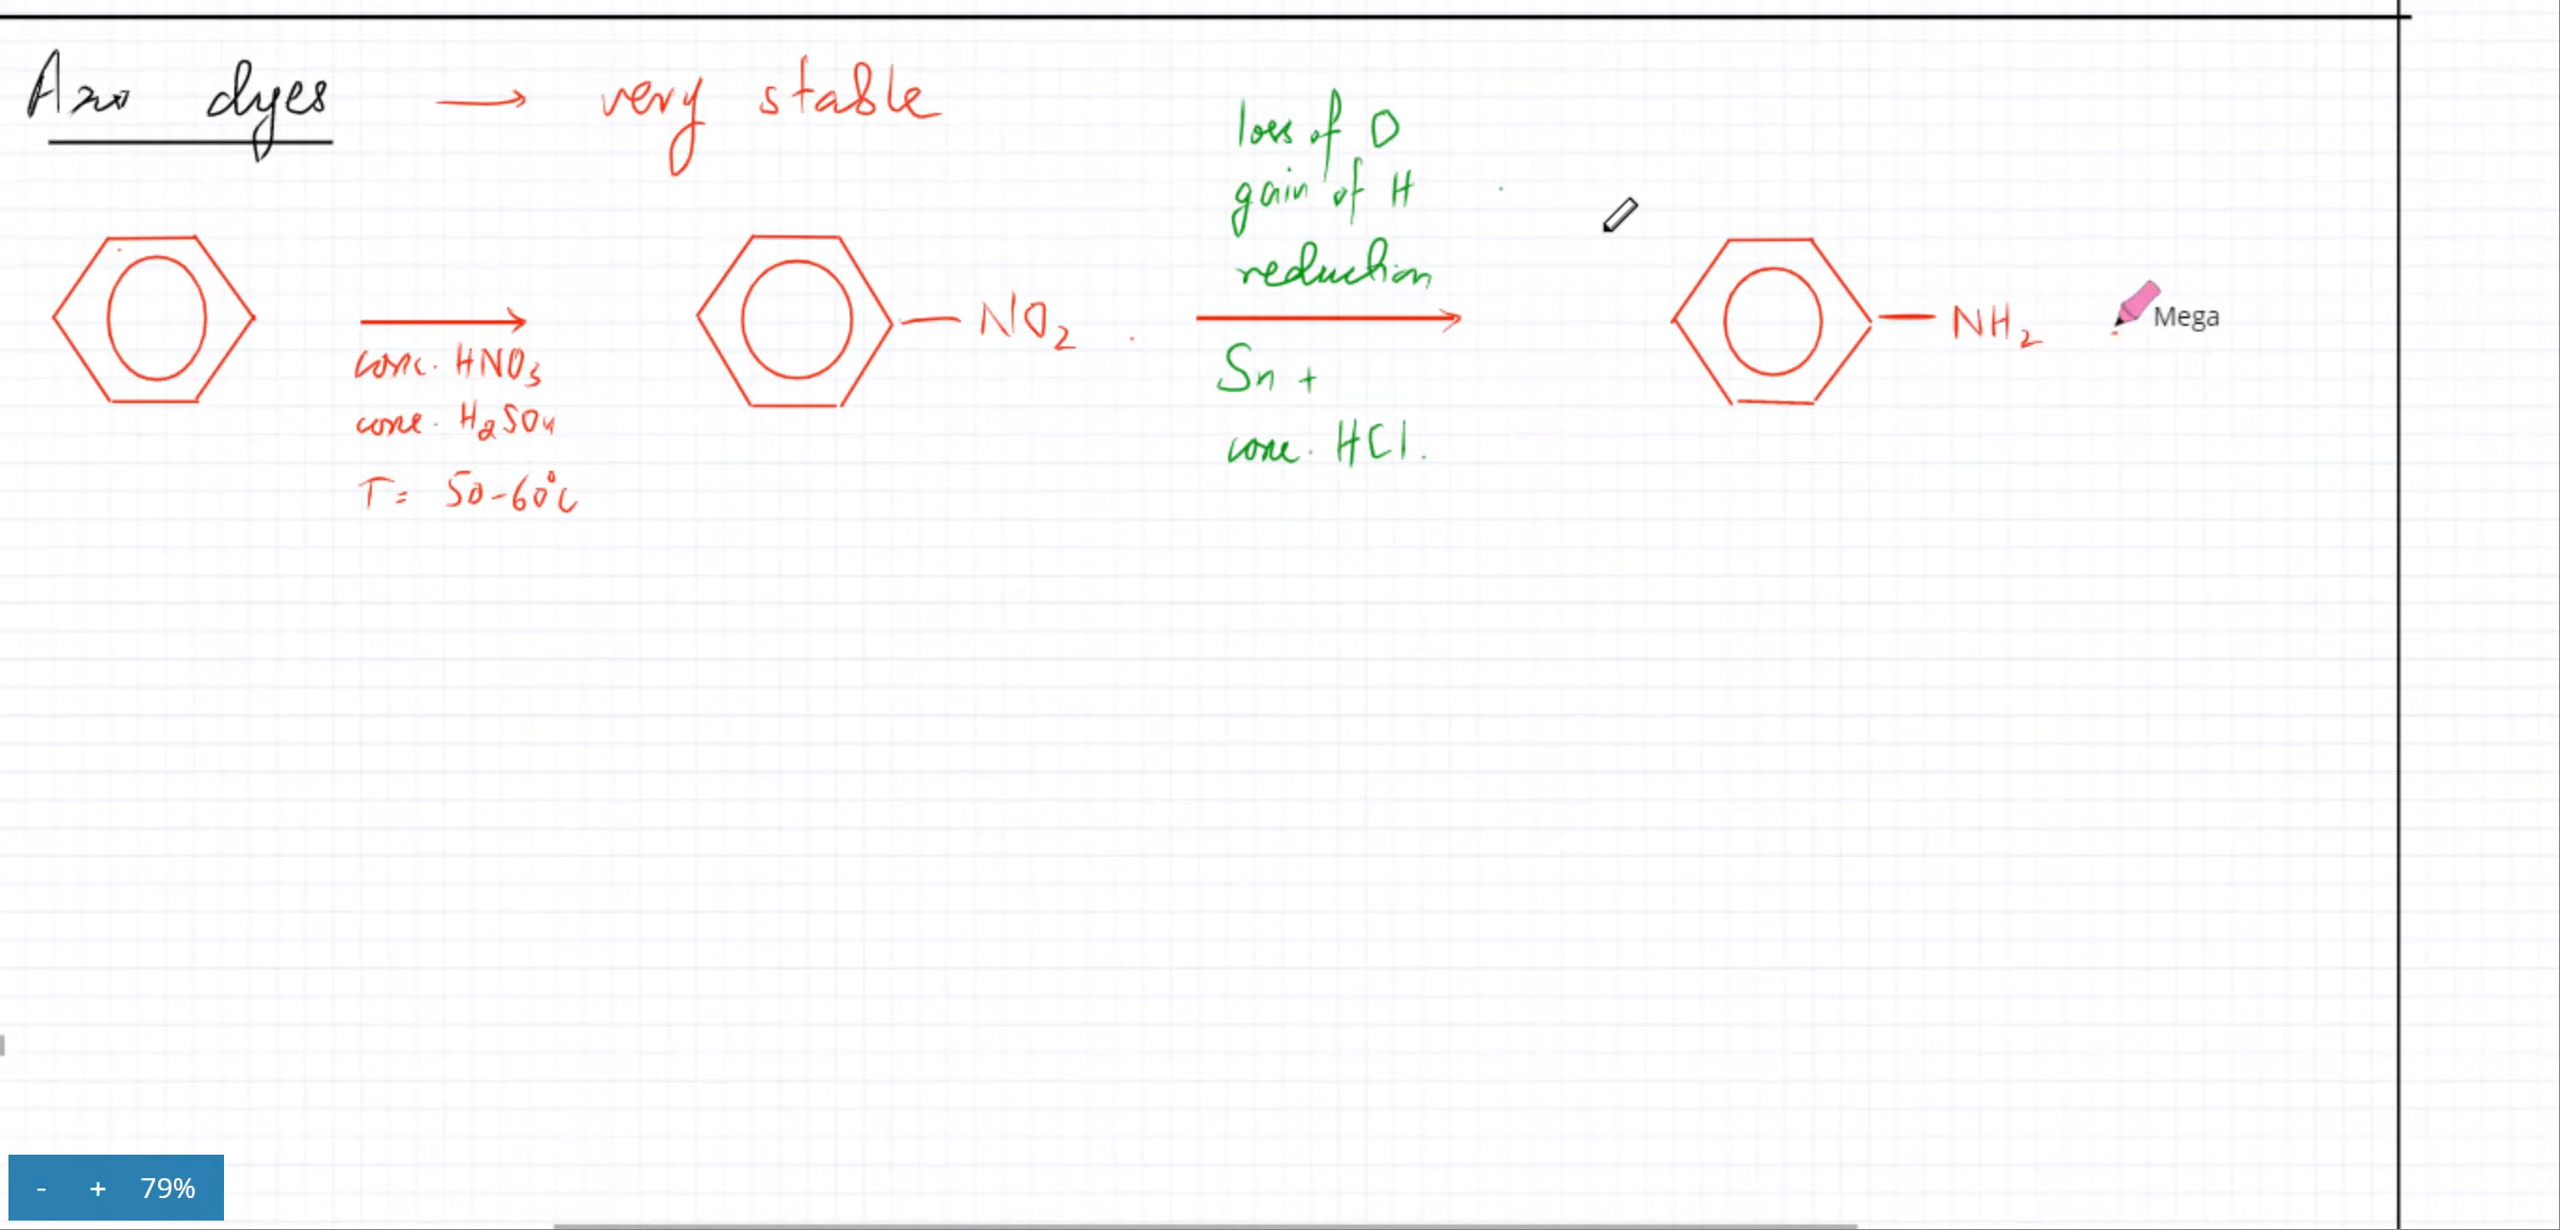 Azo dyes → very stable
loss of O
gain of H
reduction
conc. HNO3
conc. H2SO4
T = 50-60°C
— NO2
Sn +
conc. HCl.
— NH2
Mega
- + 79%